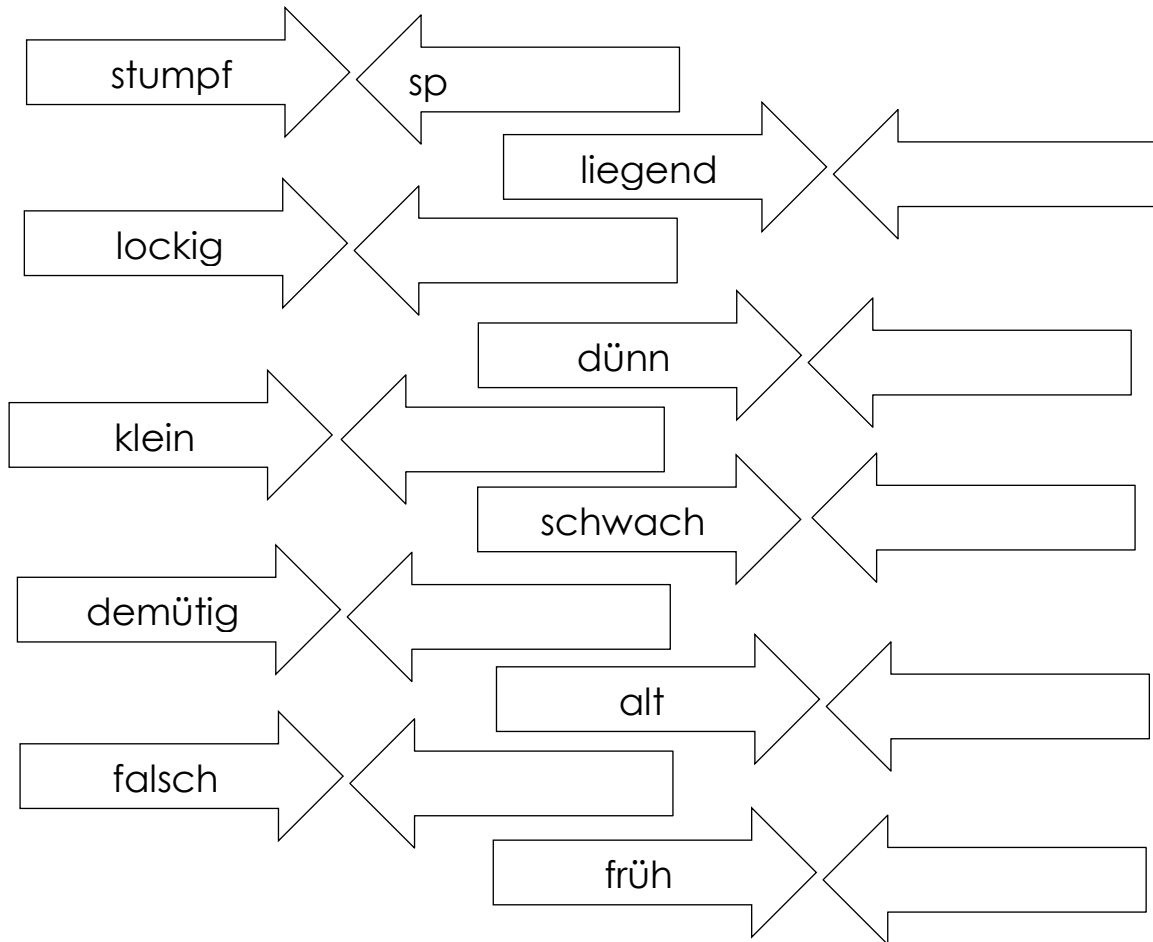 stumpf sp
liegend
lockig
dünn
klein
schwach
demütig
alt
falsch
früh